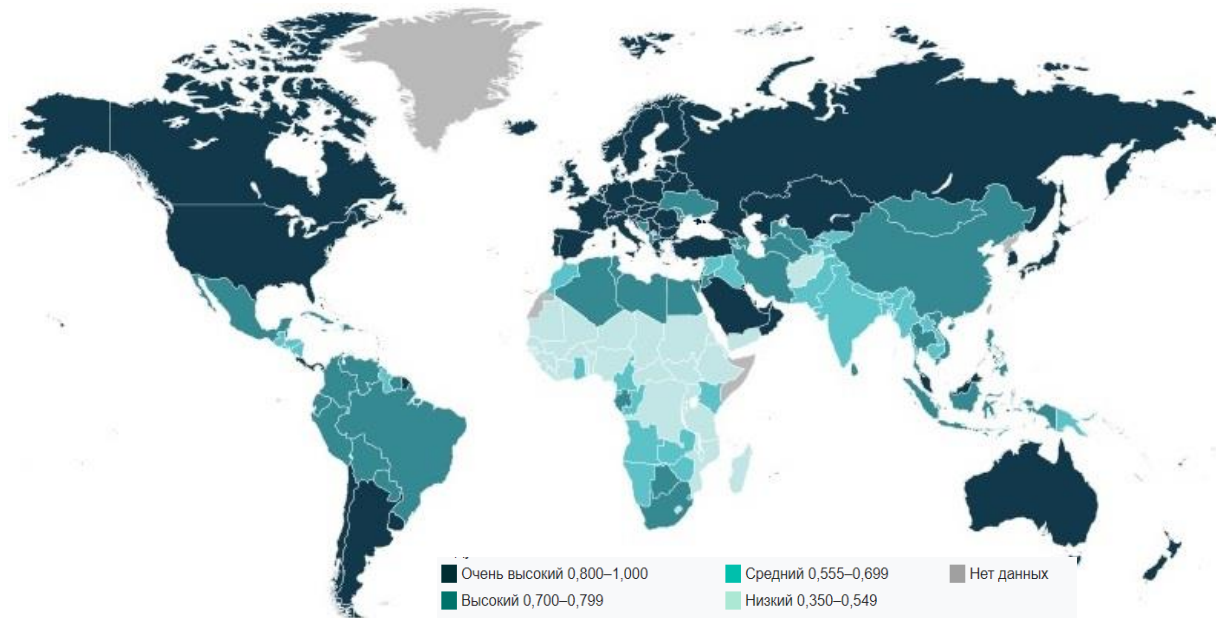 Очень высокий 0,800–1,000
Средний 0,555–0,699
Нет данных
Высокий 0,700–0,799
Низкий 0,350–0,549